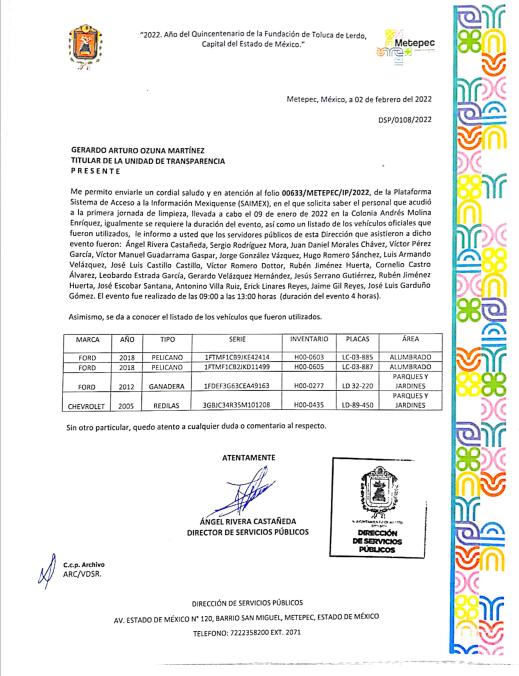 "2022. Año del Quincentenario de la Fundación de Toluca de Lerdo,
Capital del Estado de México."
Metepec
Metepec, México, a 02 de febrero del 2022
DSP/0108/2022
GERARDO ARTURO OZUNA MARTÍNEZ
TITULAR DE LA UNIDAD DE TRANSPARENCIA
P R E S E N T E
Me permito enviarle un cordial saludo y en atención al folio 00633/METEPEC/IP/2022, de la Plataforma
Sistema de Acceso a la Información Mexiquense (SAIMEX), en el que solicita saber el personal que acudió
a la primera jornada de limpieza, llevada a cabo el 09 de enero de 2022 en la Colonia Andrés Molina
Enríquez, igualmente se requiere la duración del evento, así como un listado de los vehículos oficiales que
fueron utilizados, le informo a usted que los servidores públicos de esta Dirección que asistieron a dicho
evento fueron: Ángel Rivera Castañeda, Sergio Rodríguez Mora, Juan Daniel Morales Chávez, Víctor Pérez
García, Víctor Manuel Guadarrama Gaspar, Jorge González Vázquez, Hugo Romero Sánchez, Luis Armando
Velázquez, José Luis Castillo Castillo, Víctor Romero Dottor, Rubén Jiménez Huerta, Cornelio Castro
Álvarez, Leobardo Estrada García, Gerardo Velázquez Hernández, Jesús Serrano Gutiérrez, Rubén Jiménez
Huerta, José Escobar Santana, Antonino Villa Ruiz, Erick Linares Reyes, Jaime Gil Reyes, José Luis Huerta
Gómez. El evento fue realizado de las 09:00 a las 13:00 horas (duración del evento 4 horas).
Asimismo, se da a conocer el listado de los vehículos que fueron utilizados.
MARCA AÑO TIPO SERIE INVENTARIO PLACAS ÁREA
FORD 2018 PELICANO 1FTMF1CB9JKE42414 H00-0603 LC-03-885 ALUMBRADO
FORD 2018 PELICANO 1FTMF1CB2JKD11499 H00-0605 LC-03-887 ALUMBRADO
FORD 2012 GANADERA 1FDEF3G63CEA49163 H00-0277 LD 32-220 PARQUES Y JARDINES
CHEVROLET 2005 REDILAS 3GBJC34R35M101208 H00-0435 LD-89-450 PARQUES Y JARDINES
Sin otro particular, quedo atento a cualquier duda o comentario al respecto.
ATENTAMENTE
ÁNGEL RIVERA CASTAÑEDA
DIRECTOR DE SERVICIOS PÚBLICOS
DIRECCIÓN
DE SERVICIOS
PÚBLICOS
C.c.p. Archivo
ARC/VDSR.
DIRECCIÓN DE SERVICIOS PÚBLICOS
AV. ESTADO DE MÉXICO N° 120, BARRIO SAN MIGUEL, METEPEC, ESTADO DE MÉXICO
TELEFONO: 7222358200 EXT. 2071